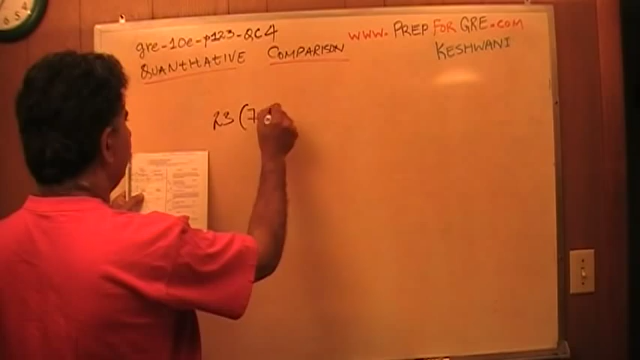 gre-10e-p123-QC4
QUANTITATIVE COMPARISON
www.PREPFORGRE.com
KESHWANI
23(7